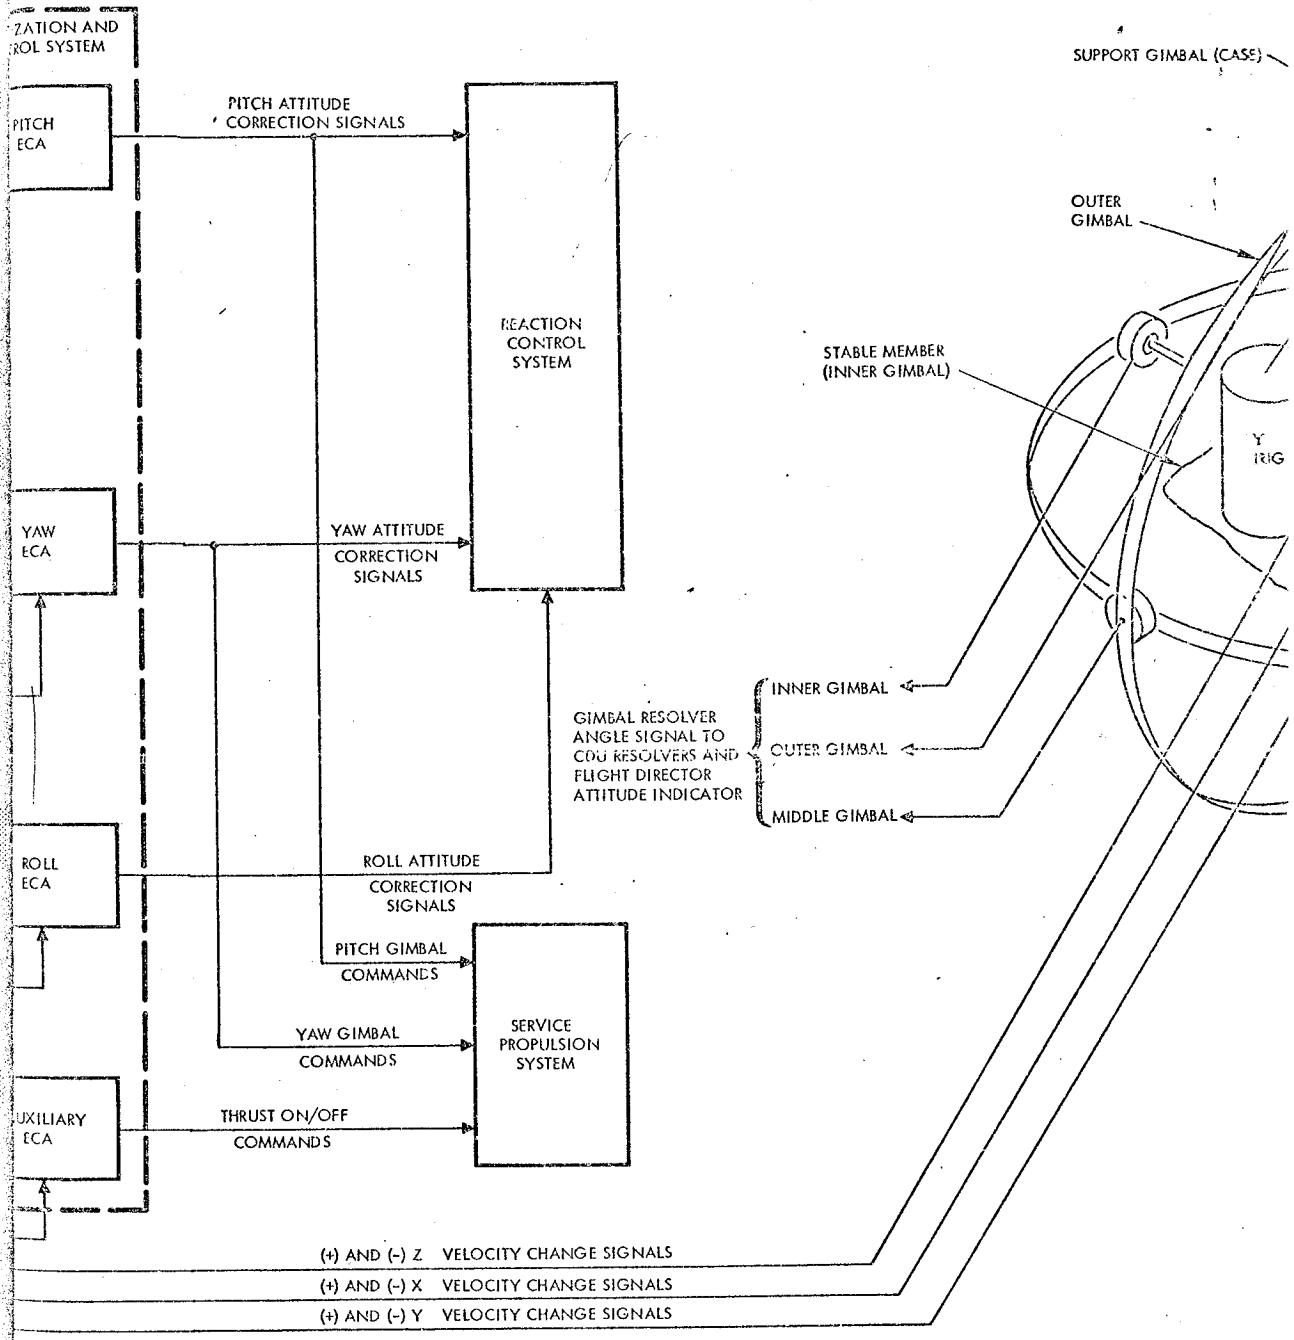 ZATION AND
ROL SYSTEM
PITCH
ECA
PITCH ATTITUDE
CORRECTION SIGNALS
REACTION
CONTROL
SYSTEM
YAW
ECA
YAW ATTITUDE
CORRECTION
SIGNALS
ROLL
ECA
ROLL ATTITUDE
CORRECTION
SIGNALS
PITCH GIMBAL
COMMANDS
YAW GIMBAL
COMMANDS
SERVICE
PROPULSION
SYSTEM
UXILIARY
ECA
THRUST ON/OFF
COMMANDS
SUPPORT GIMBAL (CASE)
OUTER
GIMBAL
STABLE MEMBER
(INNER GIMBAL)
Y
IRIG
GIMBAL RESOLVER
ANGLE SIGNAL TO
CDU RESOLVERS AND
FLIGHT DIRECTOR
ATTITUDE INDICATOR
INNER GIMBAL
OUTER GIMBAL
MIDDLE GIMBAL
(+) AND (-) Z VELOCITY CHANGE SIGNALS
(+) AND (-) X VELOCITY CHANGE SIGNALS
(+) AND (-) Y VELOCITY CHANGE SIGNALS